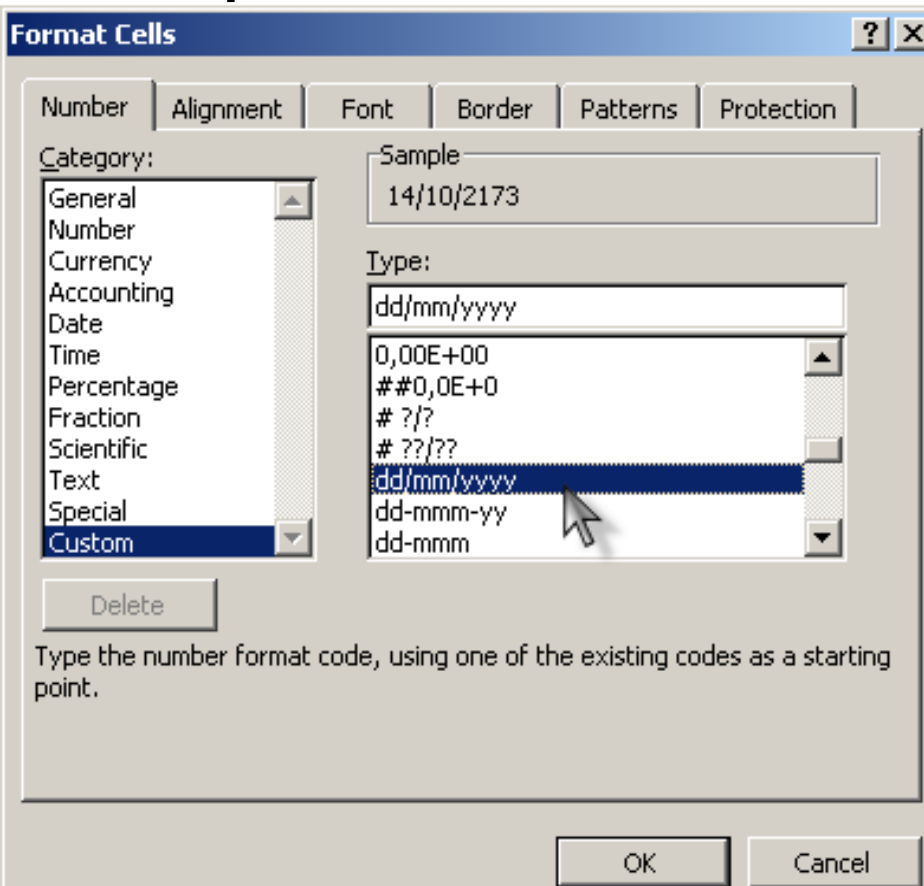 Format Cells
Number Alignment Font Border Patterns Protection
Category:
General
Number
Currency
Accounting
Date
Time
Percentage
Fraction
Scientific
Text
Special
Custom
Sample
14/10/2173
Type:
dd/mm/yyyy
0,00E+00
##0,0E+0
# ?/?
# ??/??
dd/mm/yyyy
dd-mmm-yy
dd-mmm
Delete
Type the number format code, using one of the existing codes as a starting
point.
OK Cancel